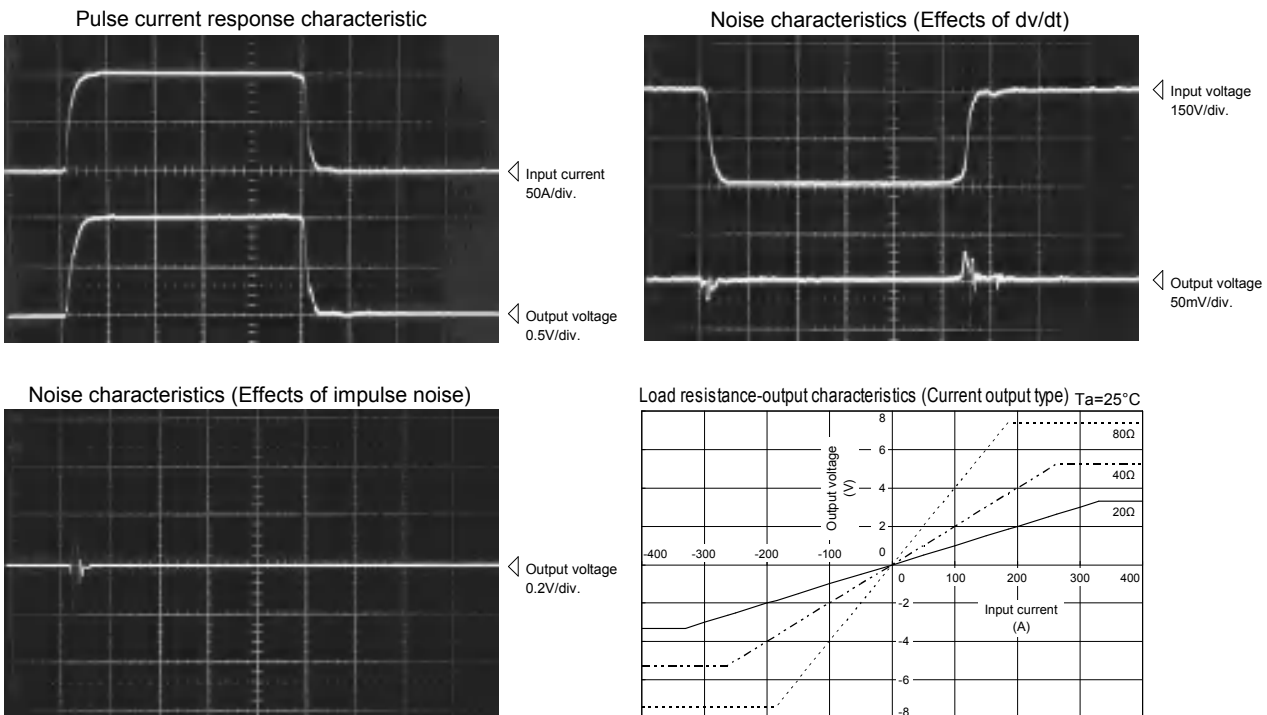 Pulse current response characteristic
Input current
50A/div.
Output voltage
0.5V/div.
Noise characteristics (Effects of dv/dt)
Input voltage
150V/div.
Output voltage
50mV/div.
Noise characteristics (Effects of impulse noise)
Output voltage
0.2V/div.
Load resistance-output characteristics (Current output type) Ta=25°C
Output voltage
(V)
8
6
4
2
0
-2
-4
-6
-8
-400 -300 -200 -100
0 100 200 300 400
Input current
(A)
80Ω
40Ω
20Ω